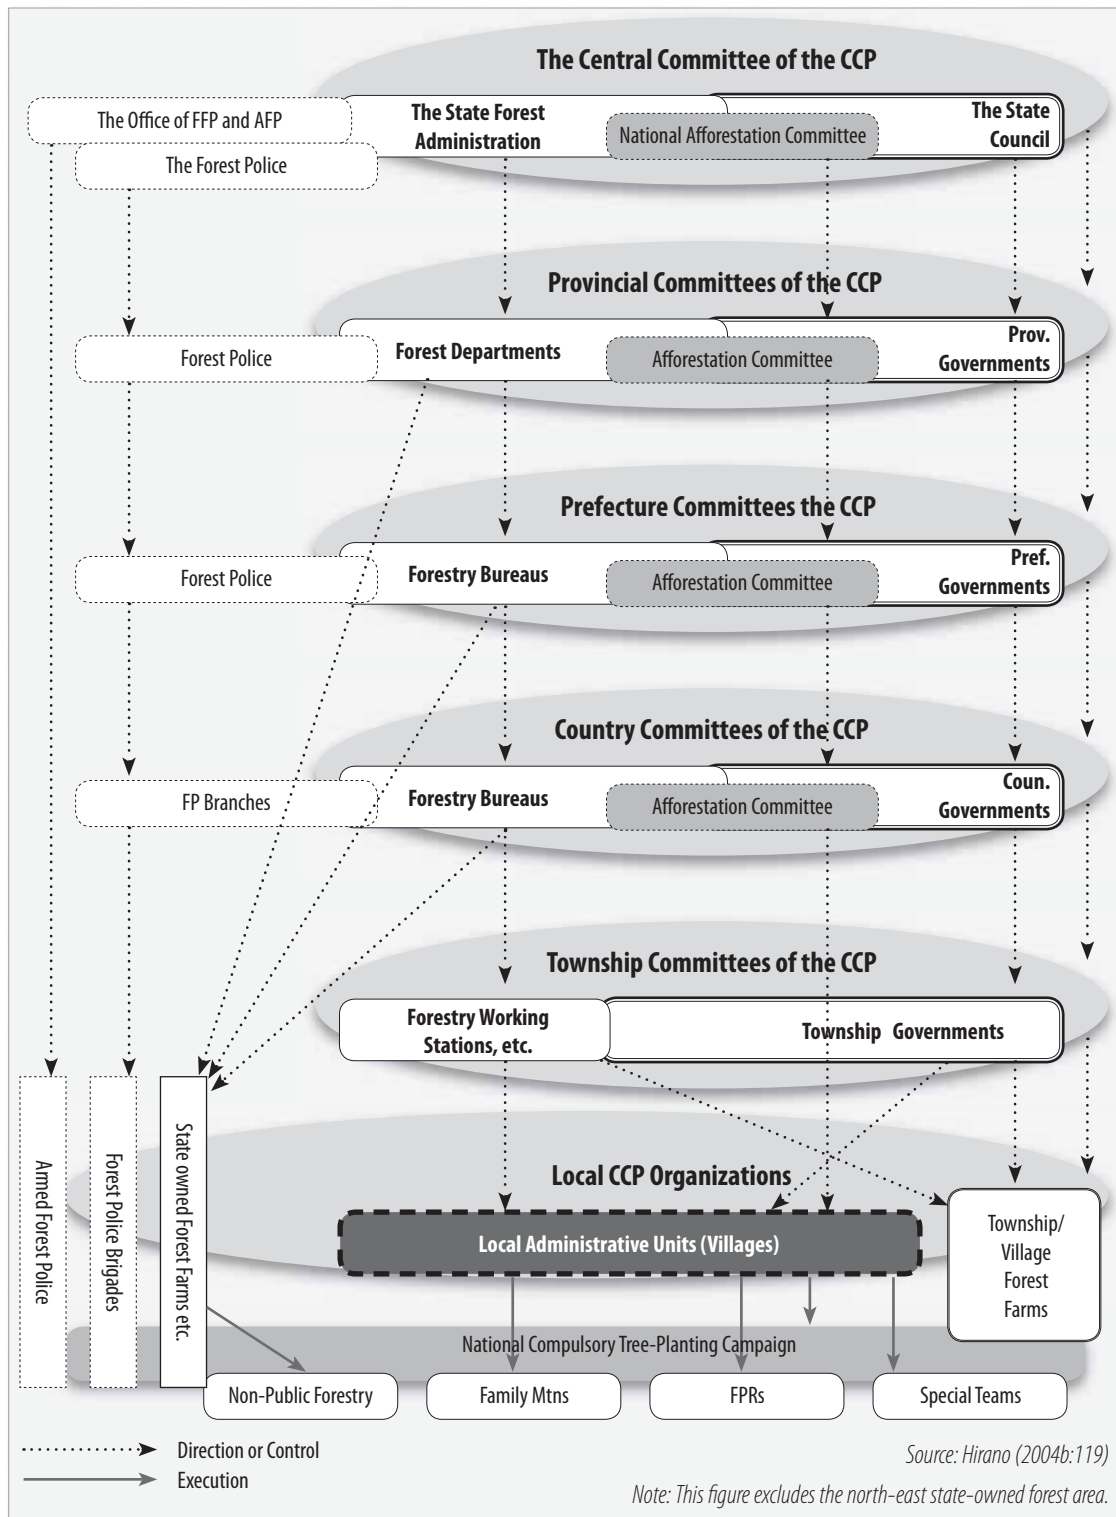 The Central Committee of the CCP
The Office of FFP and AFP
The State Forest
Administration
National Afforestation Committee
The State
Council
The Forest Police
Provincial Committees of the CCP
Forest Police
Forest Departments
Afforestation Committee
Prov.
Governments
Prefecture Committees the CCP
Forest Police
Forestry Bureaus
Afforestation Committee
Pref.
Governments
Country Committees of the CCP
FP Branches
Forestry Bureaus
Afforestation Committee
Coun.
Governments
Township Committees of the CCP
Forestry Working
Stations, etc.
Township Governments
Armed Forest Police
Forest Police Brigades
State owned Forest Farms etc.
Local CCP Organizations
Local Administrative Units (Villages)
Township/
Village
Forest
Farms
National Compulsory Tree-Planting Campaign
Non-Public Forestry
Family Mtns
FPRs
Special Teams
Direction or Control
Execution
Source: Hirano (2004b:119)
Note: This figure excludes the north-east state-owned forest area.